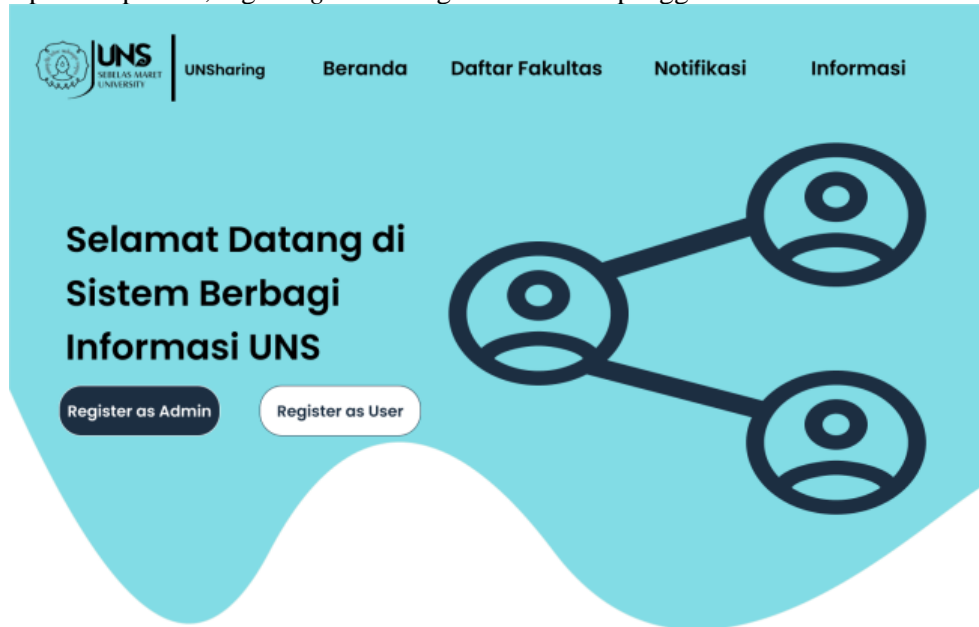 UNS
SEBELAS MARET
UNIVERSITY
UNSharing
Beranda
Daftar Fakultas
Notifikasi
Informasi
Selamat Datang di
Sistem Berbagi
Informasi UNS
Register as Admin
Register as User